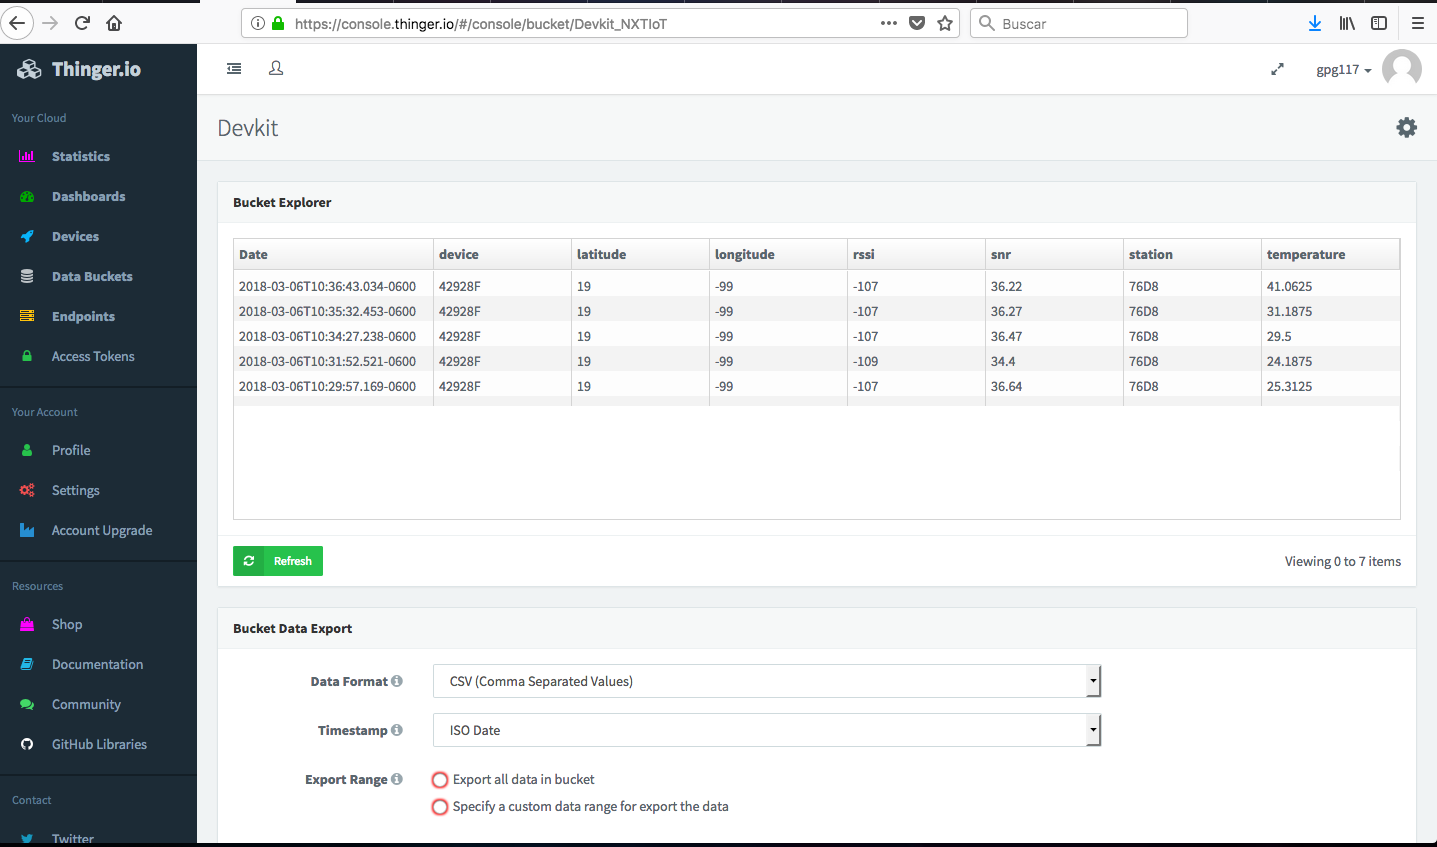 https://console.thinger.io/#/console/bucket/Devkit_NXTIoT
Buscar
Thinger.io
gpg117
Your Cloud
Statistics
Dashboards
Devices
Data Buckets
Endpoints
Access Tokens
Your Account
Profile
Settings
Account Upgrade
Resources
Shop
Documentation
Community
GitHub Libraries
Contact
Twitter
Devkit
Bucket Explorer
Date device latitude longitude rssi snr station temperature
2018-03-06T10:36:43.034-0600 42928F 19 -99 -107 36.22 76D8 41.0625
2018-03-06T10:35:32.453-0600 42928F 19 -99 -107 36.27 76D8 31.1875
2018-03-06T10:34:27.238-0600 42928F 19 -99 -107 36.47 76D8 29.5
2018-03-06T10:31:52.521-0600 42928F 19 -99 -109 34.4 76D8 24.1875
2018-03-06T10:29:57.169-0600 42928F 19 -99 -107 36.64 76D8 25.3125
Refresh
Viewing 0 to 7 items
Bucket Data Export
Data Format CSV (Comma Separated Values)
Timestamp ISO Date
Export Range Export all data in bucket
Specify a custom data range for export the data